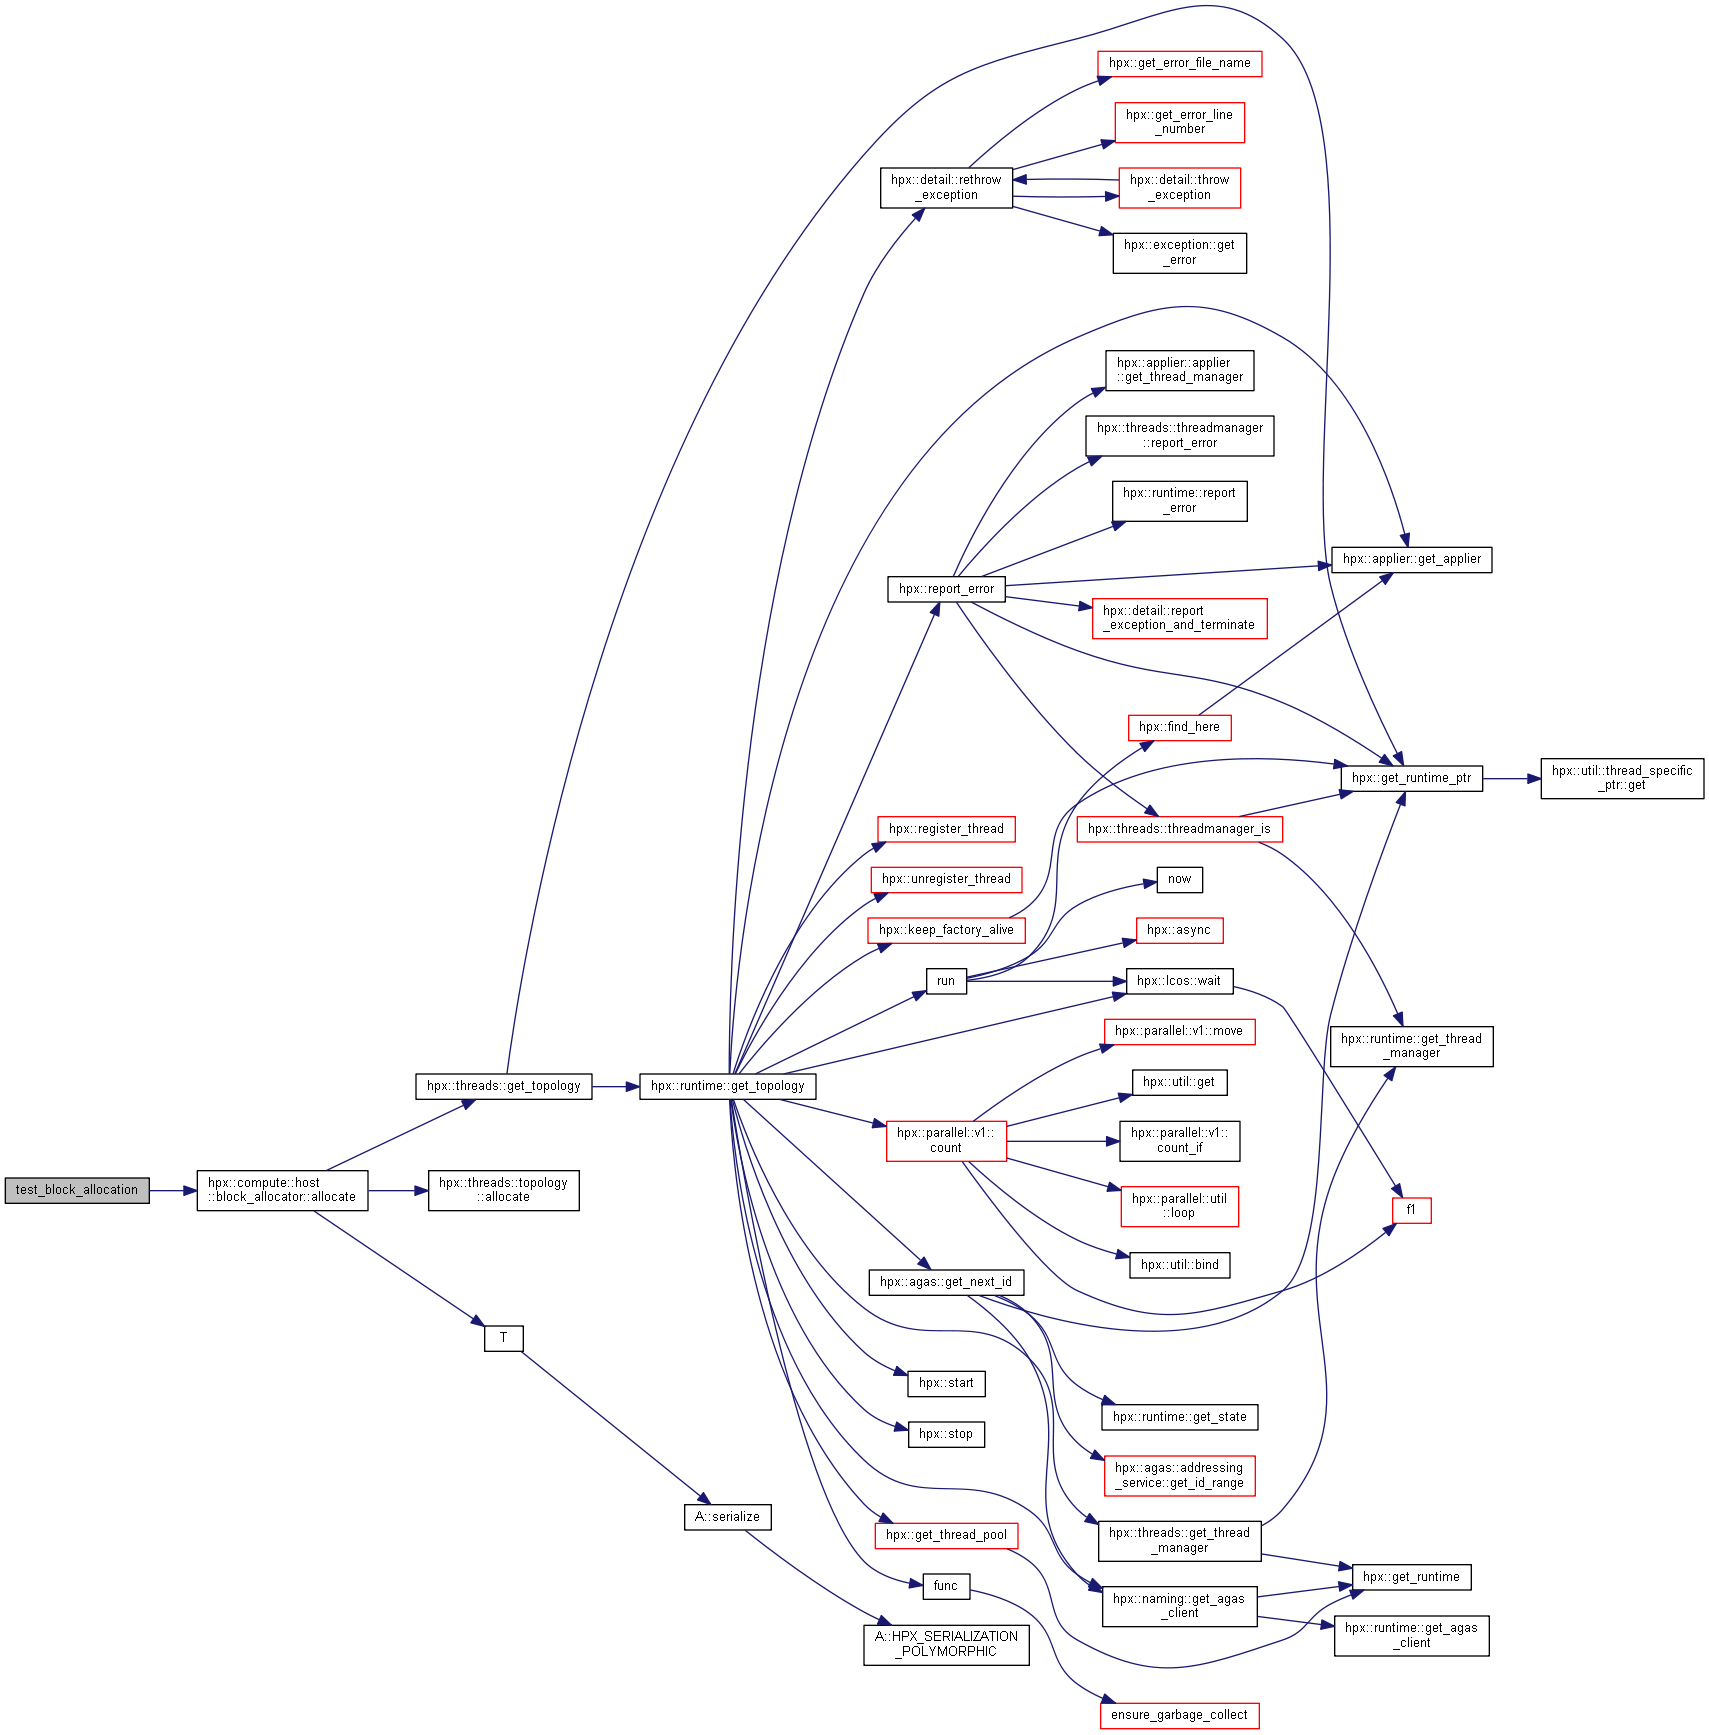 hpx::get_error_file_name
hpx::get_error_line
_number
hpx::detail::rethrow
_exception
hpx::detail::throw
_exception
hpx::exception::get
_error
hpx::applier::applier
::get_thread_manager
hpx::threads::threadmanager
::report_error
hpx::runtime::report
_error
hpx::applier::get_applier
hpx::report_error
hpx::detail::report
_exception_and_terminate
hpx::find_here
hpx::get_runtime_ptr
hpx::util::thread_specific
_ptr::get
hpx::register_thread
hpx::threads::threadmanager_is
hpx::unregister_thread
now
hpx::keep_factory_alive
hpx::async
run
hpx::lcos::wait
hpx::parallel::v1::move
hpx::runtime::get_thread
_manager
hpx::threads::get_topology
hpx::runtime::get_topology
hpx::util::get
hpx::parallel::v1::
count
hpx::parallel::v1::
count_if
test_block_allocation
hpx::compute::host
::block_allocator::allocate
hpx::threads::topology
::allocate
hpx::parallel::util
::loop
f1
hpx::util::bind
hpx::agas::get_next_id
T
hpx::start
hpx::runtime::get_state
hpx::stop
hpx::agas::addressing
_service::get_id_range
A::serialize
hpx::get_thread_pool
hpx::threads::get_thread
_manager
func
hpx::get_runtime
hpx::naming::get_agas
_client
hpx::runtime::get_agas
_client
A::HPX_SERIALIZATION
_POLYMORPHIC
ensure_garbage_collect